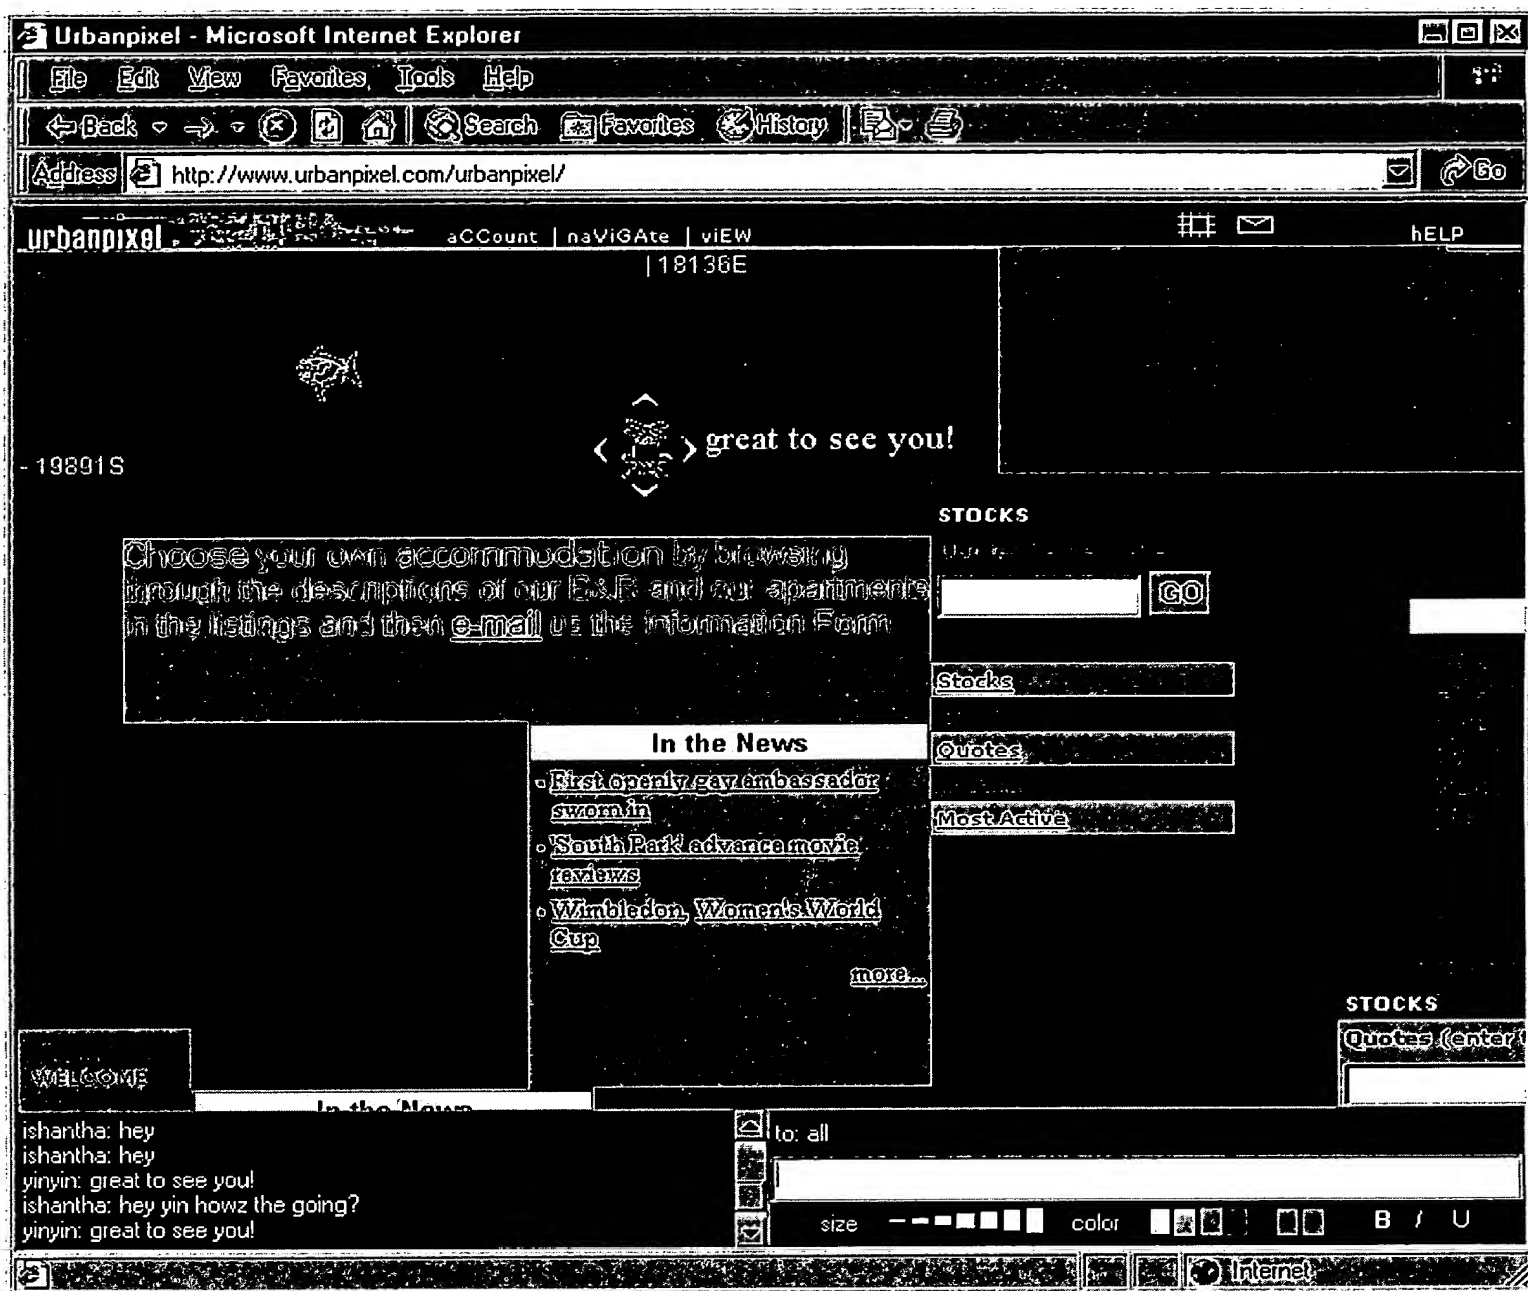 Urbanpixel - Microsoft Internet Explorer
File Edit View Favorites Tools Help
Back Search Favorites History
Address http://www.urbanpixel.com/urbanpixel/ Go
urbanpixel aCCount | naViGAte | viEW hELP
|18136E
great to see you!
- 19891S
STOCKS
Choose your own accommodation by browsing
through the descriptions of our B&B and our apartments
in the listings and then e-mail us the information Form
GO
Stocks
In the News
Quotes
• First openly gay ambassador
sworn in
Most Active
• 'South Park' advance movie
reviews
• Wimbledon, Women's World
Cup
more...
STOCKS
Quotes (enter
WELCOME
In the News
ishantha: hey
ishantha: hey
yinyin: great to see you!
ishantha: hey yin howz the going?
yinyin: great to see you!
to: all
size color B I U
Internet